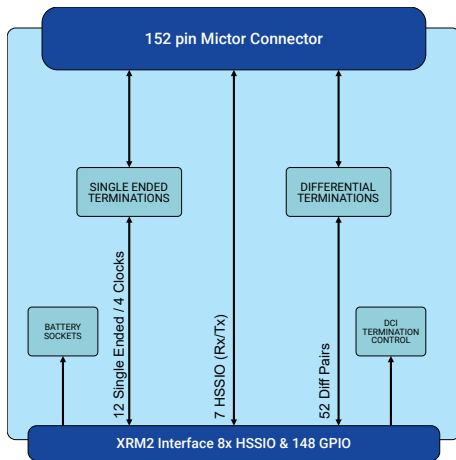 152 pin Mictor Connector
SINGLE ENDED
TERMINATIONS
DIFFERENTIAL
TERMINATIONS
12 Single Ended / 4 Clocks
7 HSSIO (Rx/Tx)
52 Diff Pairs
BATTERY
SOCKETS
DCI
TERMINATION
CONTROL
XRM2 Interface 8x HSSIO & 148 GPIO